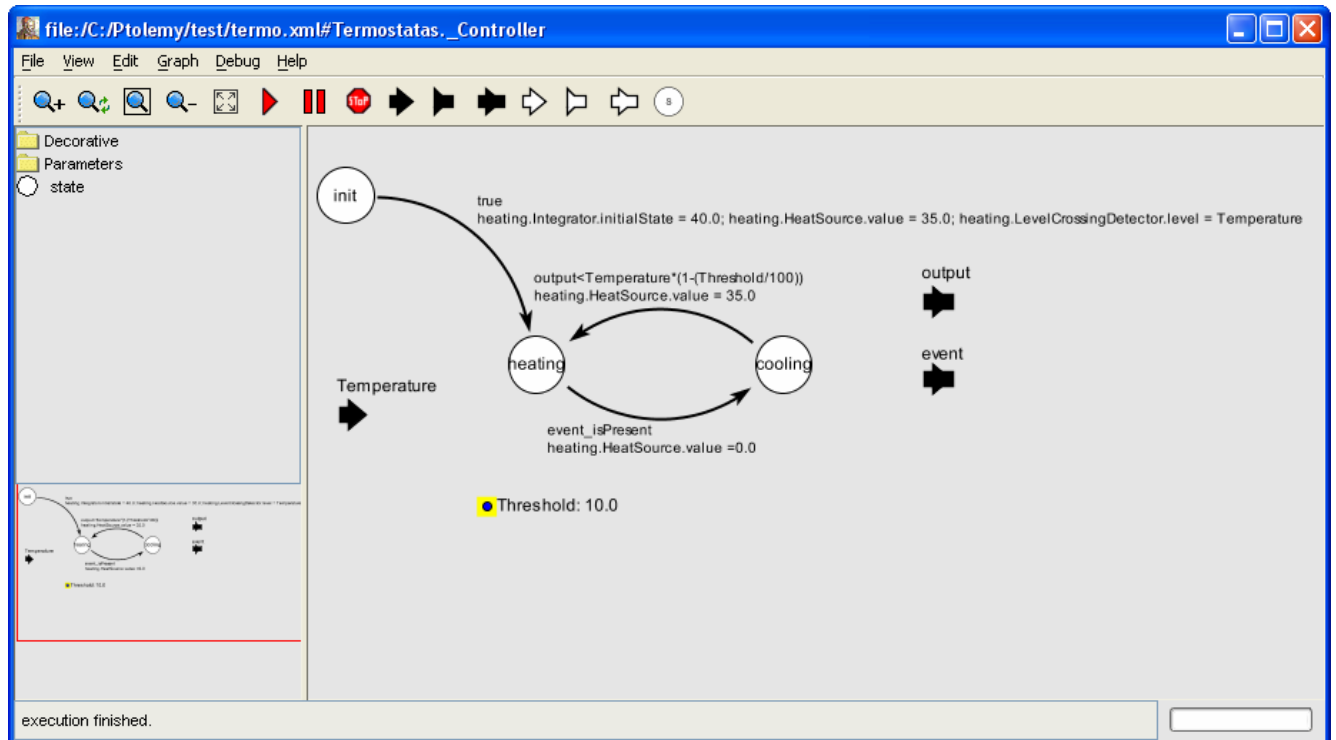 file:/C:/Ptolemy/test/termo.xml#Termostatas._Controller
File View Edit Graph Debug Help
STOP
S
Decorative
Parameters
state
init
true
heating.Integrator.initialState = 40.0; heating.HeatSource.value = 35.0; heating.LevelCrossingDetector.level = Temperature
output<Temperature*(1-(Threshold/100))
heating.HeatSource.value = 35.0
output
event
heating
cooling
Temperature
event_isPresent
heating.HeatSource.value =0.0
Threshold: 10.0
execution finished.